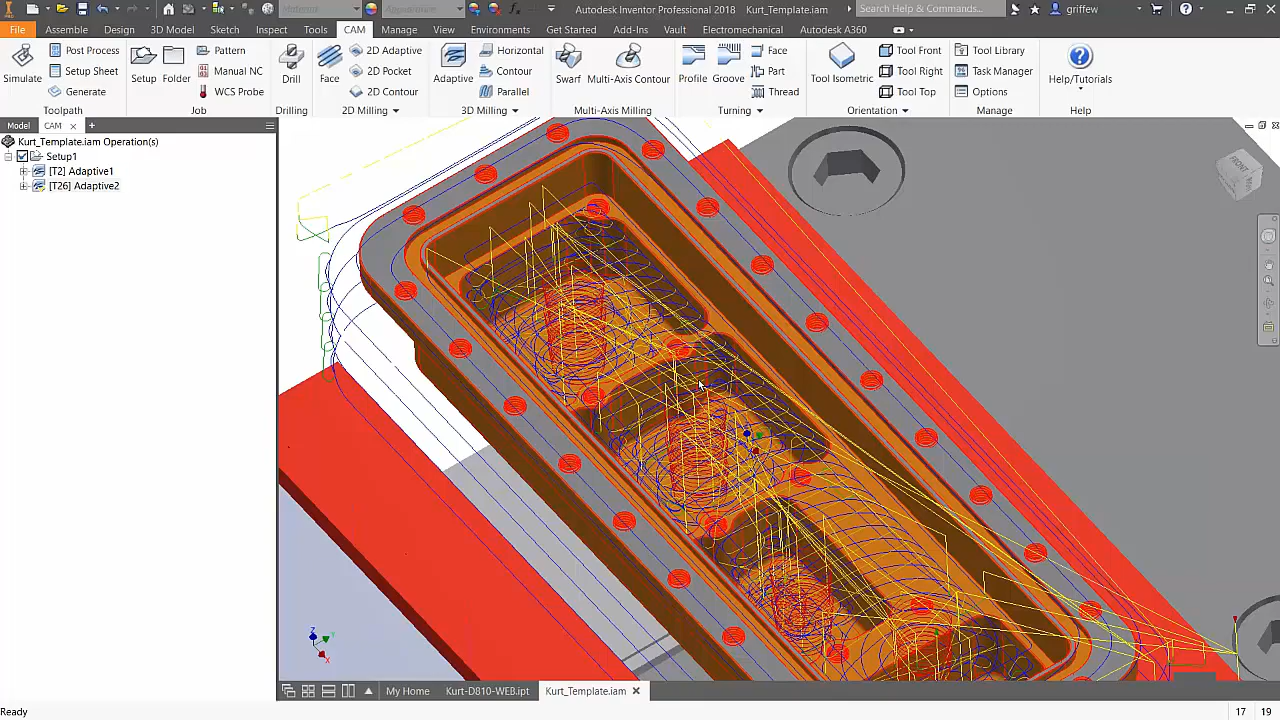 Material
Appearance
Autodesk Inventor Professional 2018 Kurt_Template.iam
Search Help & Commands...
griffew
File Assemble Design 3D Model Sketch Inspect Tools CAM Manage View Environments Get Started Add-Ins Vault Electromechanical Autodesk A360
Simulate
Post Process
Setup Sheet
Generate
Toolpath
Setup
Folder
Pattern
Manual NC
WCS Probe
Job
Drill
Drilling
Face
2D Adaptive
2D Pocket
2D Contour
2D Milling
Adaptive
Horizontal
Contour
Parallel
3D Milling
Swarf
Multi-Axis Contour
Multi-Axis Milling
Profile
Groove
Face
Part
Thread
Turning
Tool Isometric
Tool Front
Tool Right
Tool Top
Orientation
Tool Library
Task Manager
Options
Manage
Help/Tutorials
Help
Model CAM
Kurt_Template.iam Operation(s)
Setup1
[T2] Adaptive1
[T26] Adaptive2
FRONT
Z
Y
X
My Home Kurt-D810-WEB.ipt Kurt_Template.iam
Ready
17 19